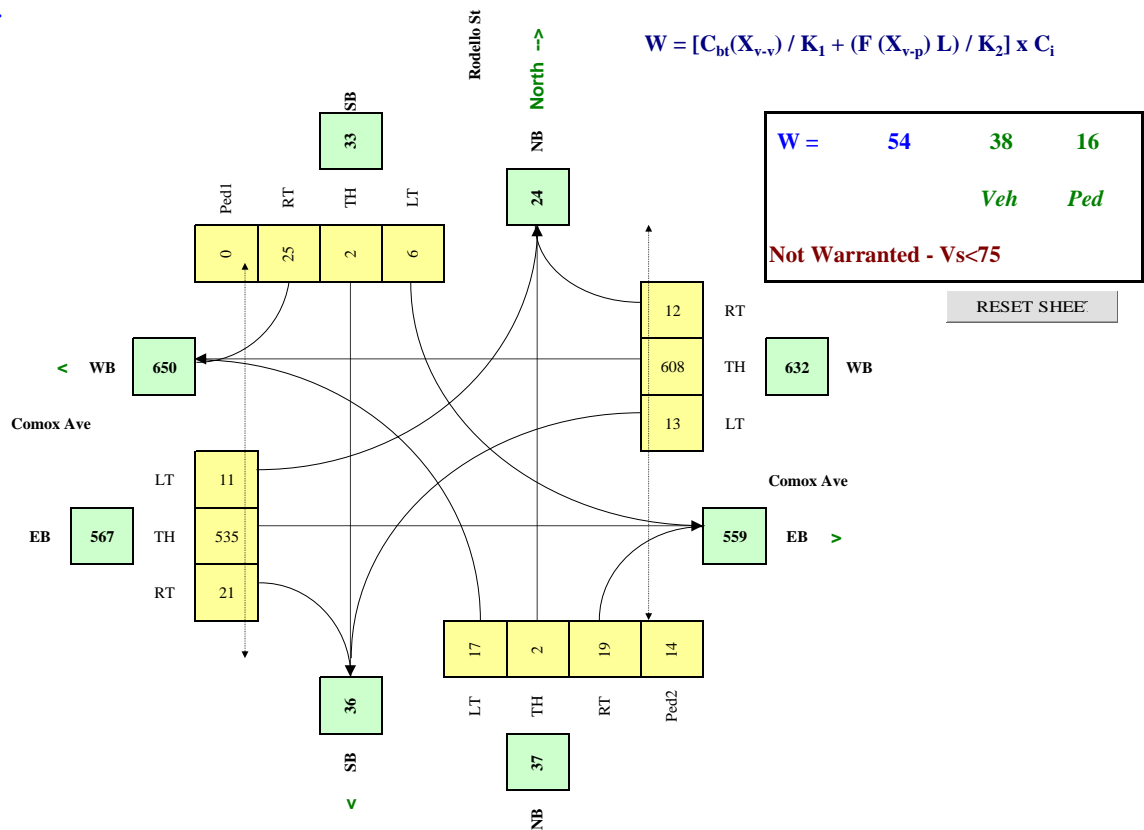 Rodello St
North -->
W = [Cbt(Xv-v) / K1 + (F (Xv-p) L) / K2] x Ci
SB
33
NB
24
W = 54 38 16
Veh Ped
Not Warranted - Vs<75
RESET SHEET
Ped1 RT TH LT
0 25 2 6
12 RT
< WB 650
608 TH 632 WB
13 LT
Comox Ave
LT 11
EB 567 TH 535
RT 21
Comox Ave
559 EB >
17 2 19 14
LT TH RT Ped2
36
SB
<
37
NB